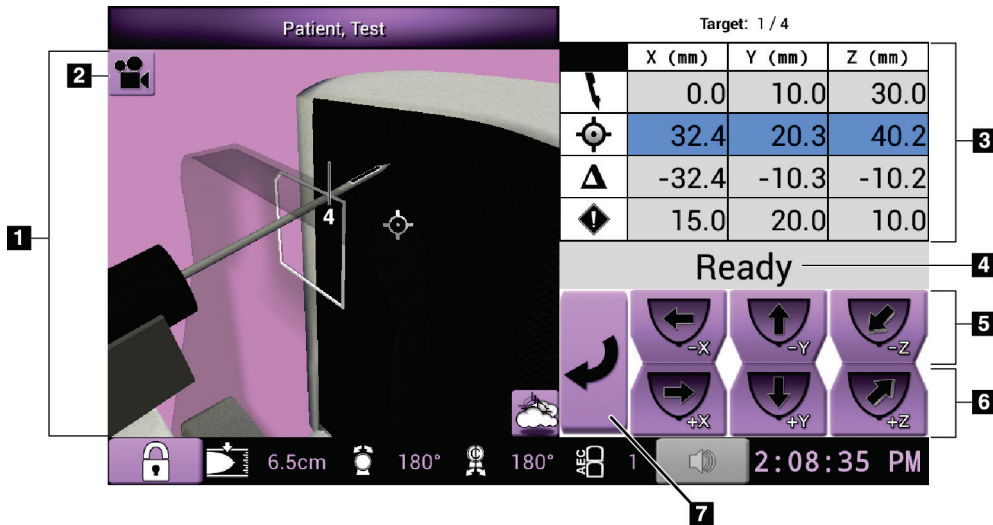 Patient, Test
Target: 1 / 4
X (mm) Y (mm) Z (mm)
0.0 10.0 30.0
32.4 20.3 40.2
Δ -32.4 -10.3 -10.2
! 15.0 20.0 10.0
Ready
-X -Y -Z
+X +Y +Z
4
6.5cm 180° 180° AEC 1 2:08:35 PM
1
2
3
4
5
6
7